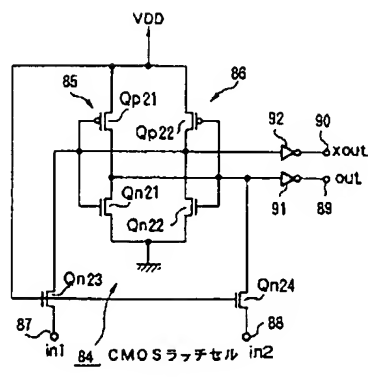 VDD
85
86
Qp21
Qp22
92
90
xout
out
Qn21
Qn22
91
89
Qn23
Qn24
87
88
in1
in2
84 CMOSラッチセル